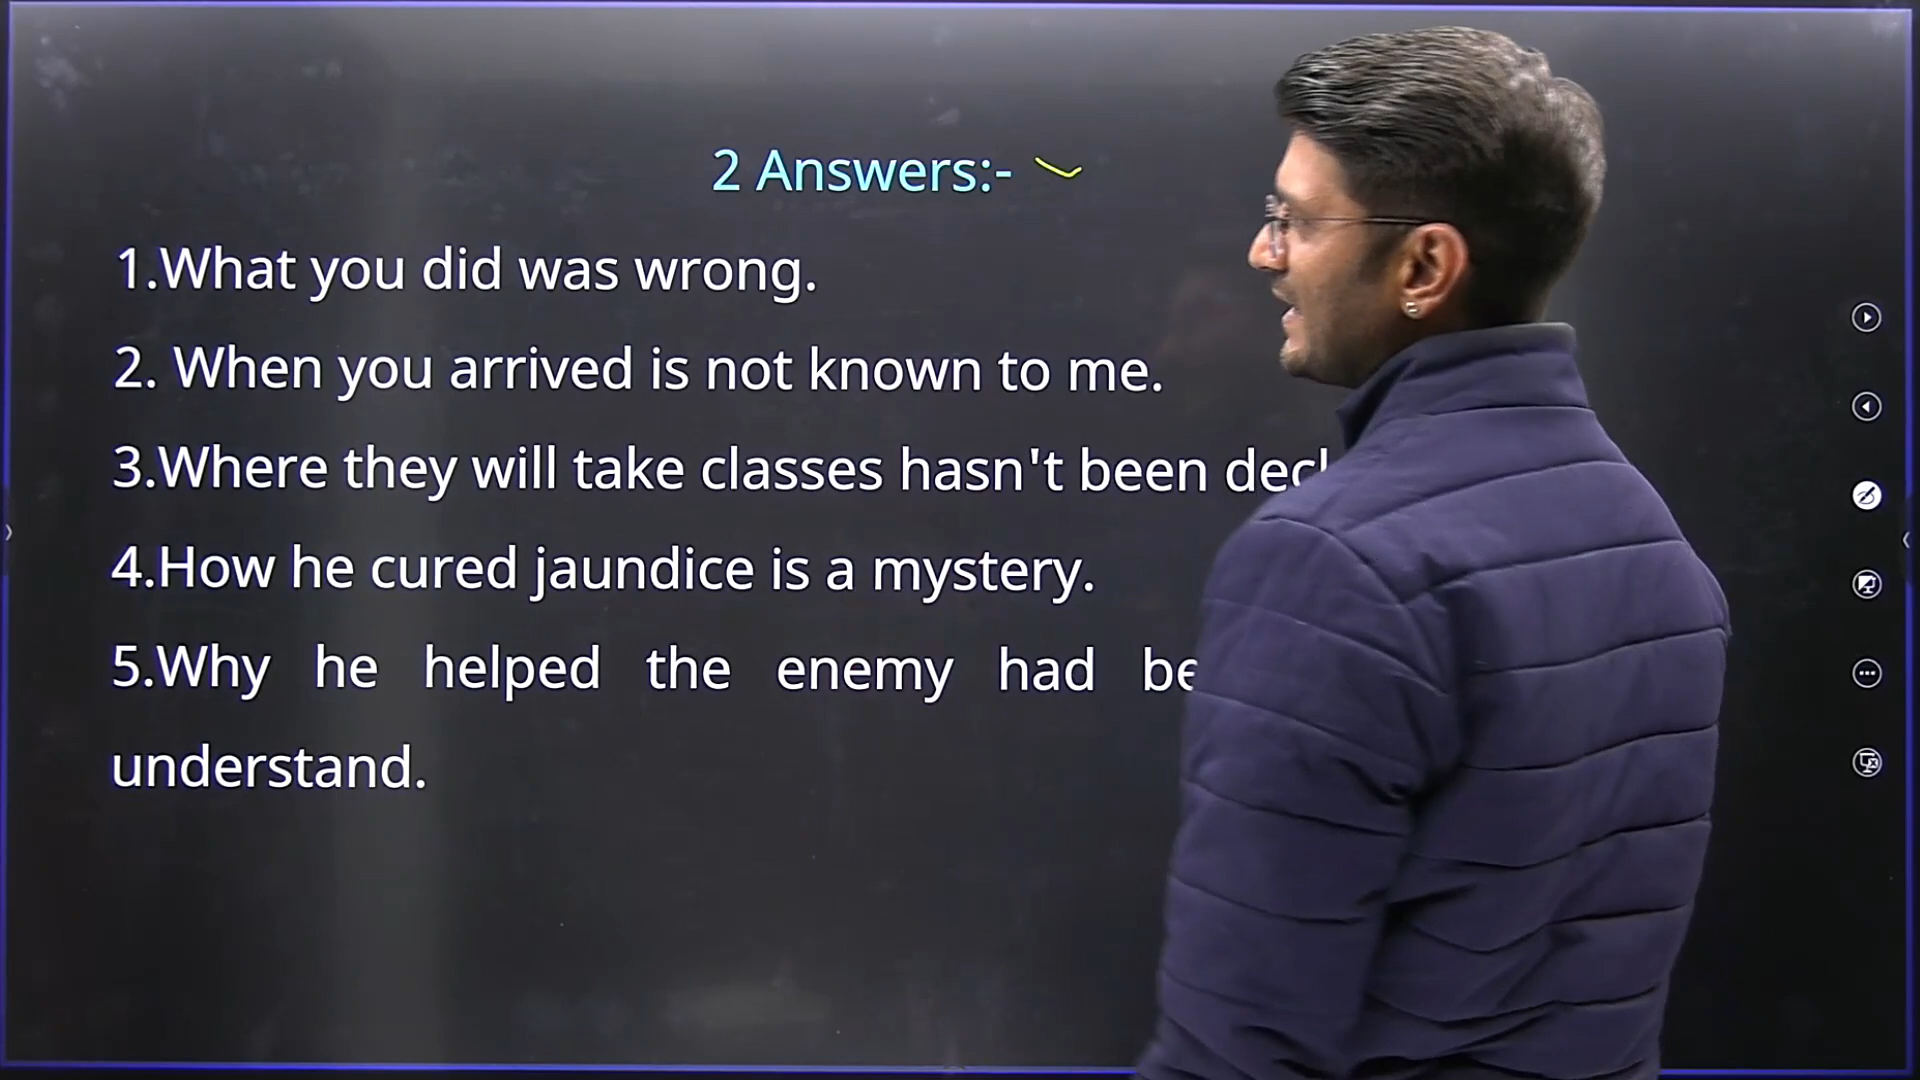 2 Answers:-
1.What you did was wrong.
2. When you arrived is not known to me.
3.Where they will take classes hasn't been
4.How he cured jaundice is a mystery.
5.Why he helped the enemy had
understand.